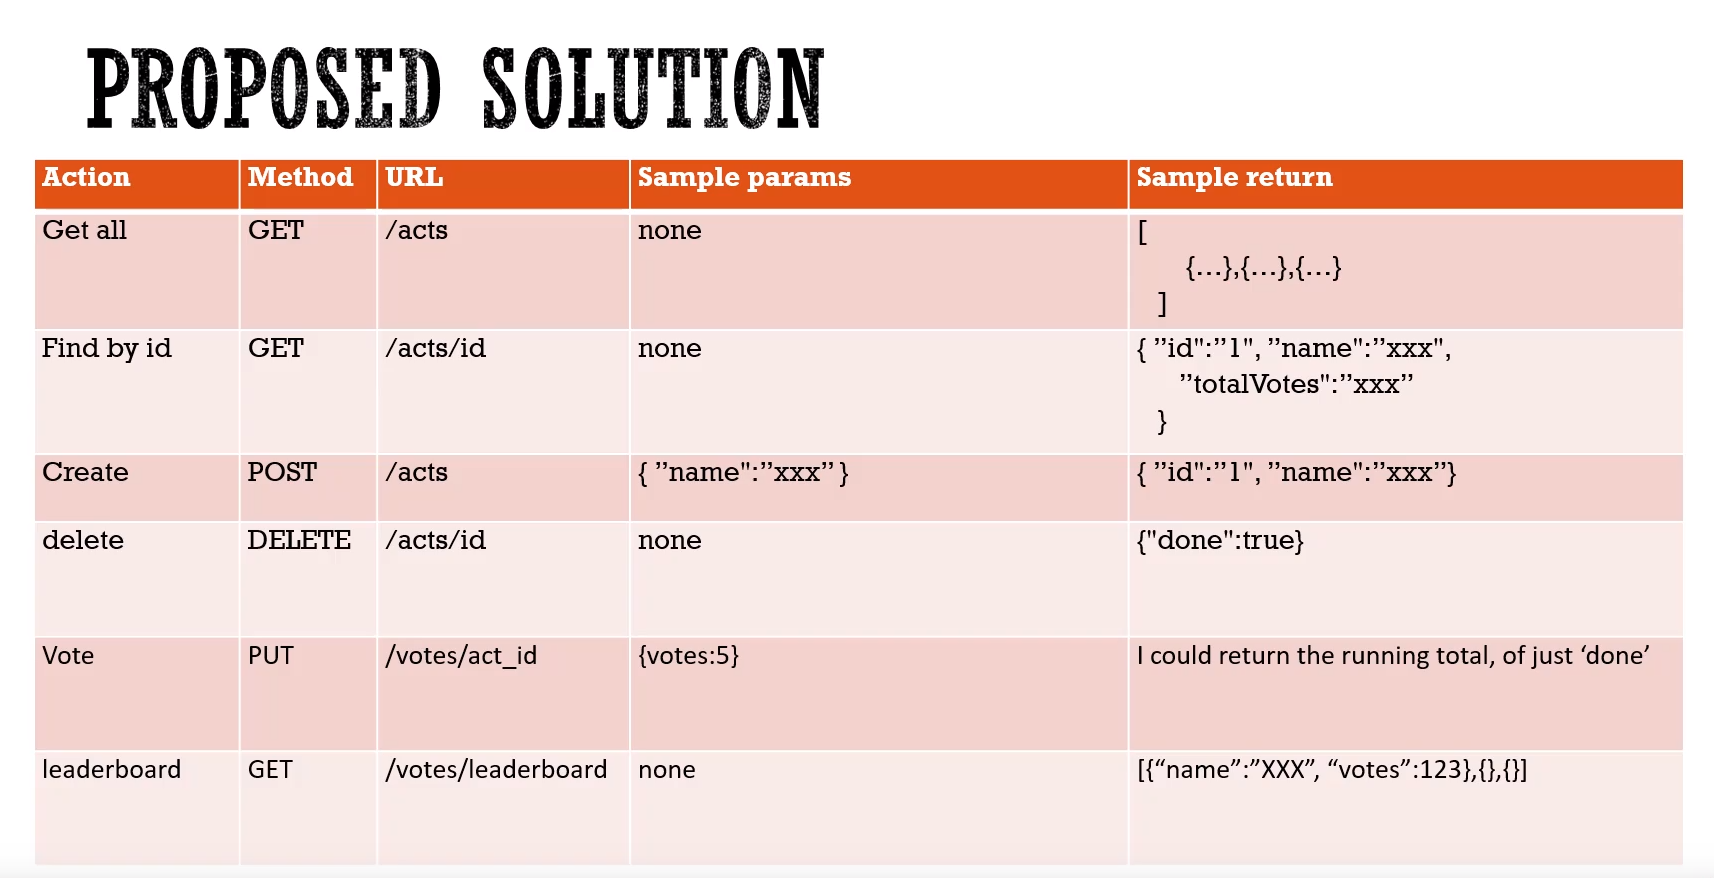 PROPOSED SOLUTION
Action Method URL Sample params Sample return
Get all GET /acts none [
{...},{...},{...}
]
Find by id GET /acts/id none { ”id":”1", ”name":”xxx",
”totalVotes":”xxx”
}
Create POST /acts { ”name":”xxx” } { ”id":”1", ”name":”xxx”}
delete DELETE /acts/id none {"done":true}
Vote PUT /votes/act_id {votes:5} I could return the running total, of just ‘done’
leaderboard GET /votes/leaderboard none [{“name”:”XXX”, “votes”:123},{},{}]